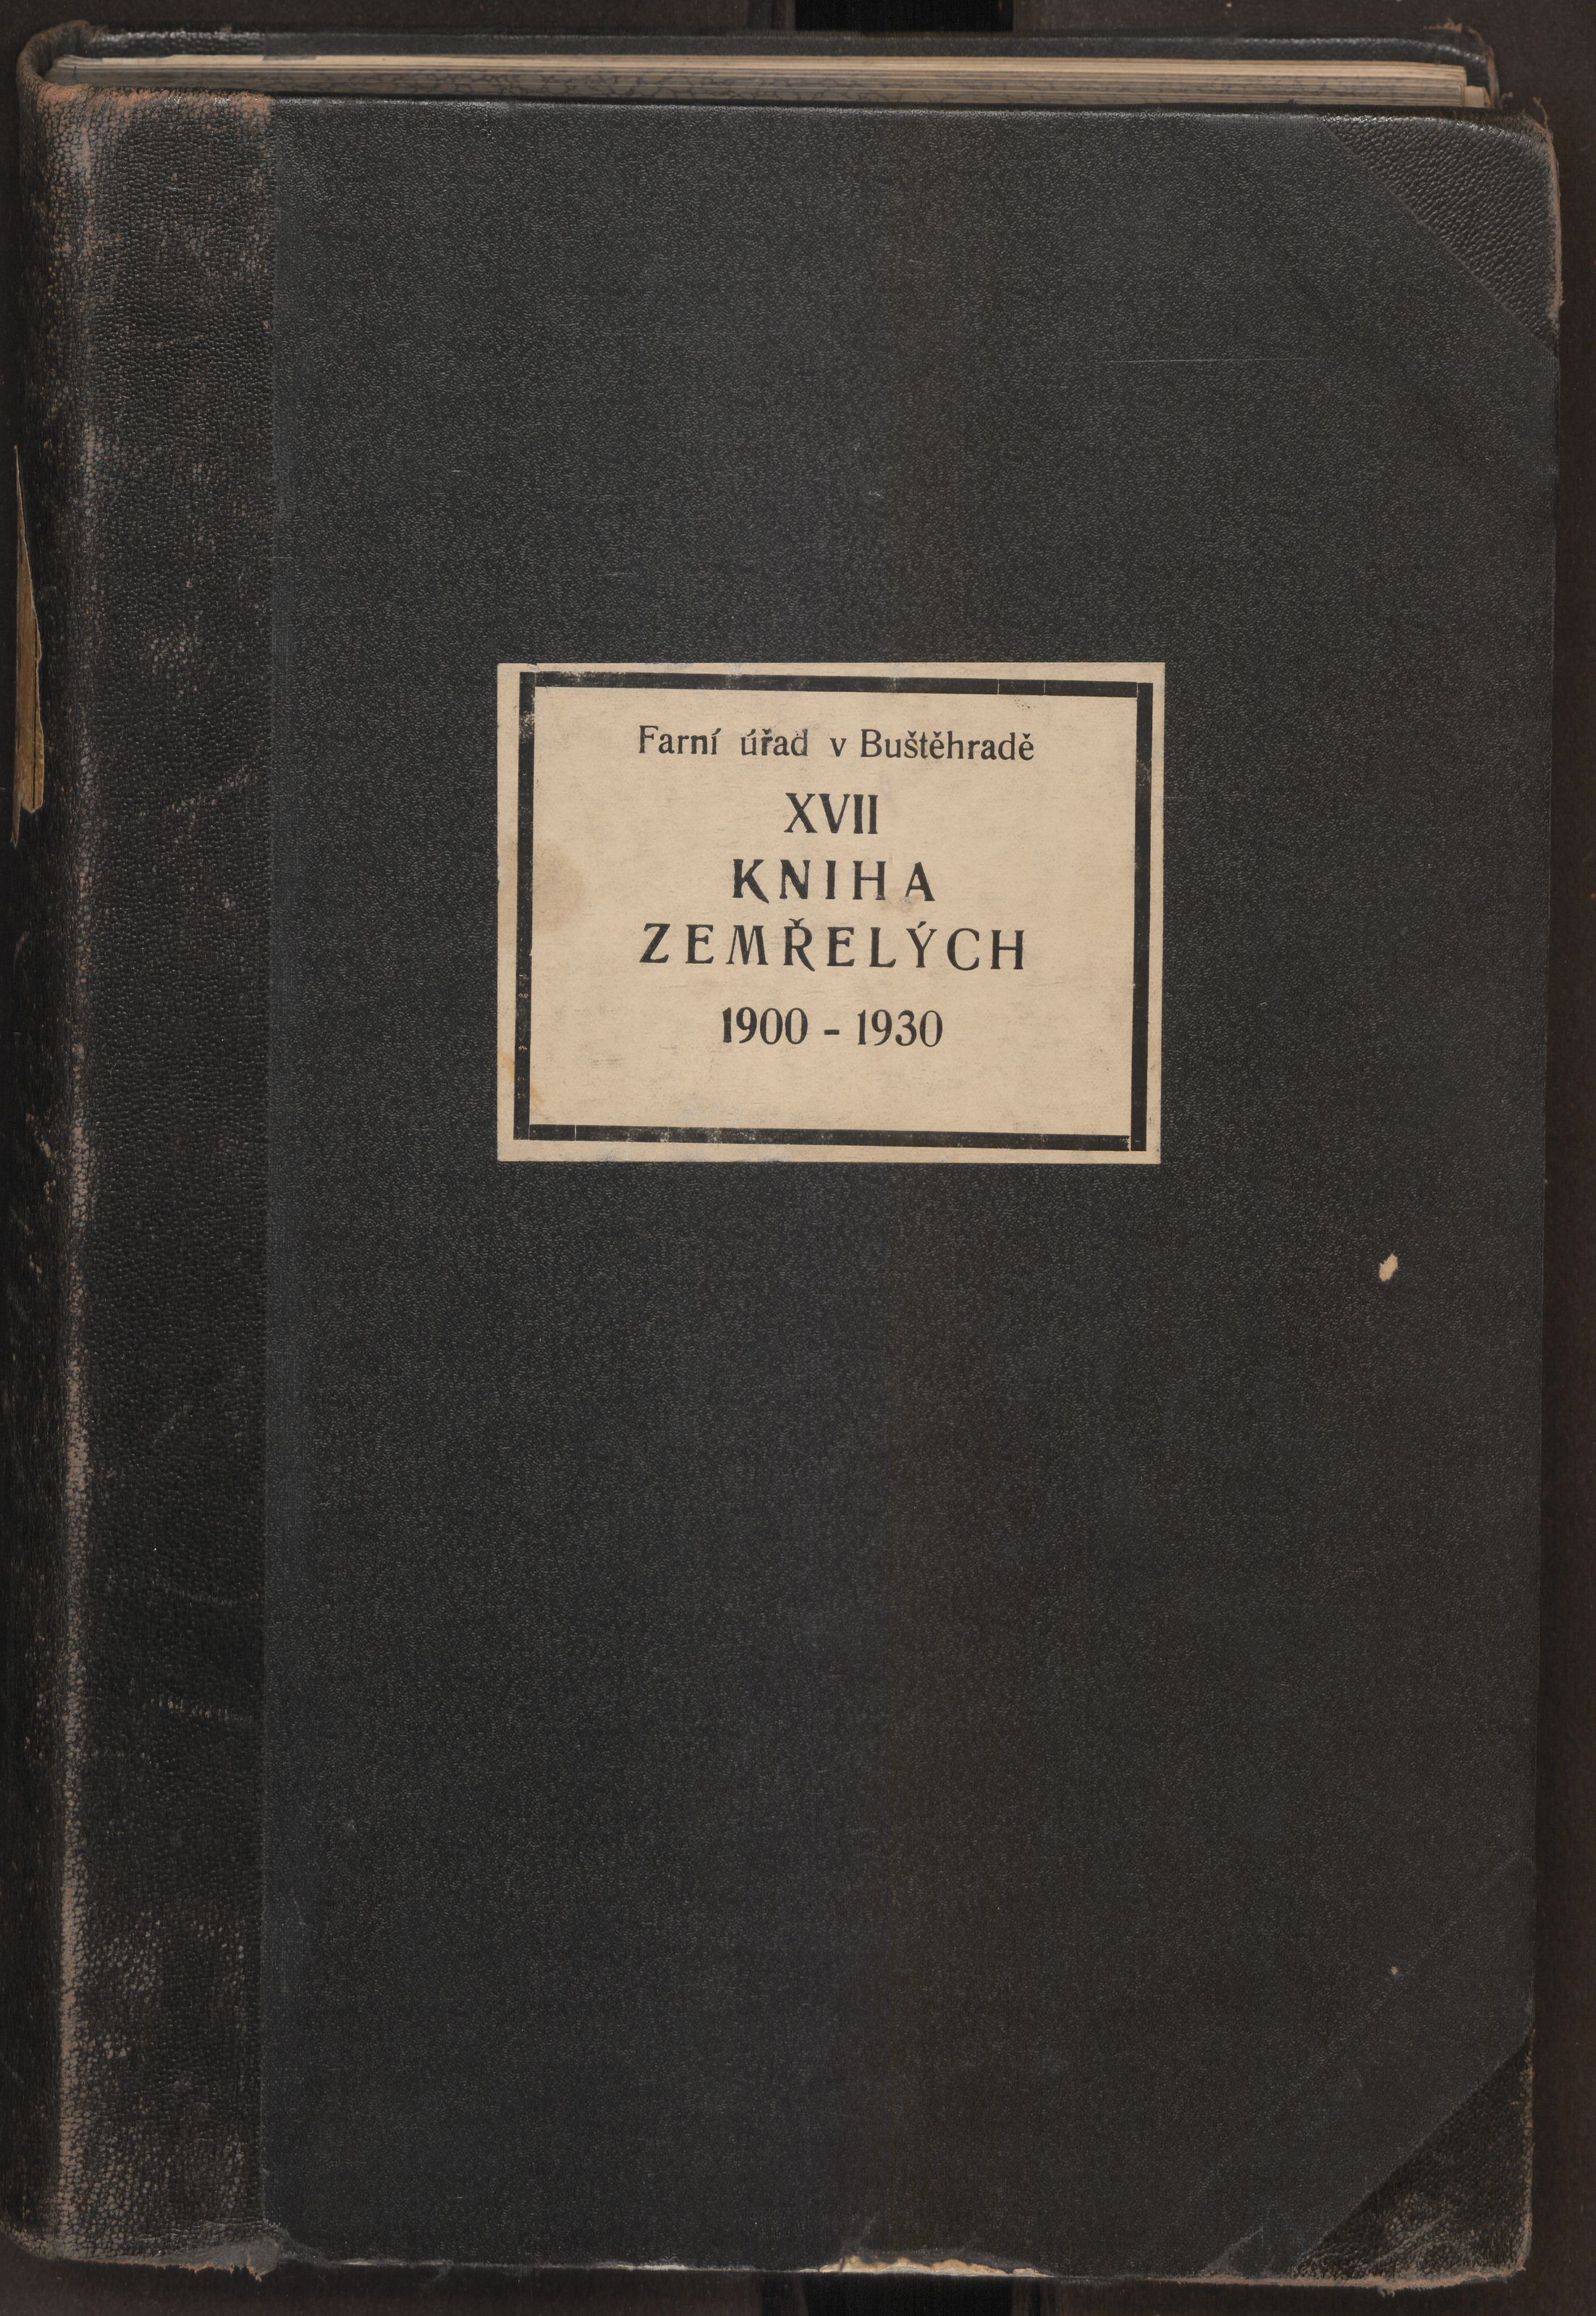 Farní úřad v Buštěhradě
XVII
KNIHA
ZEMŘELÝCH
1900 - 1930